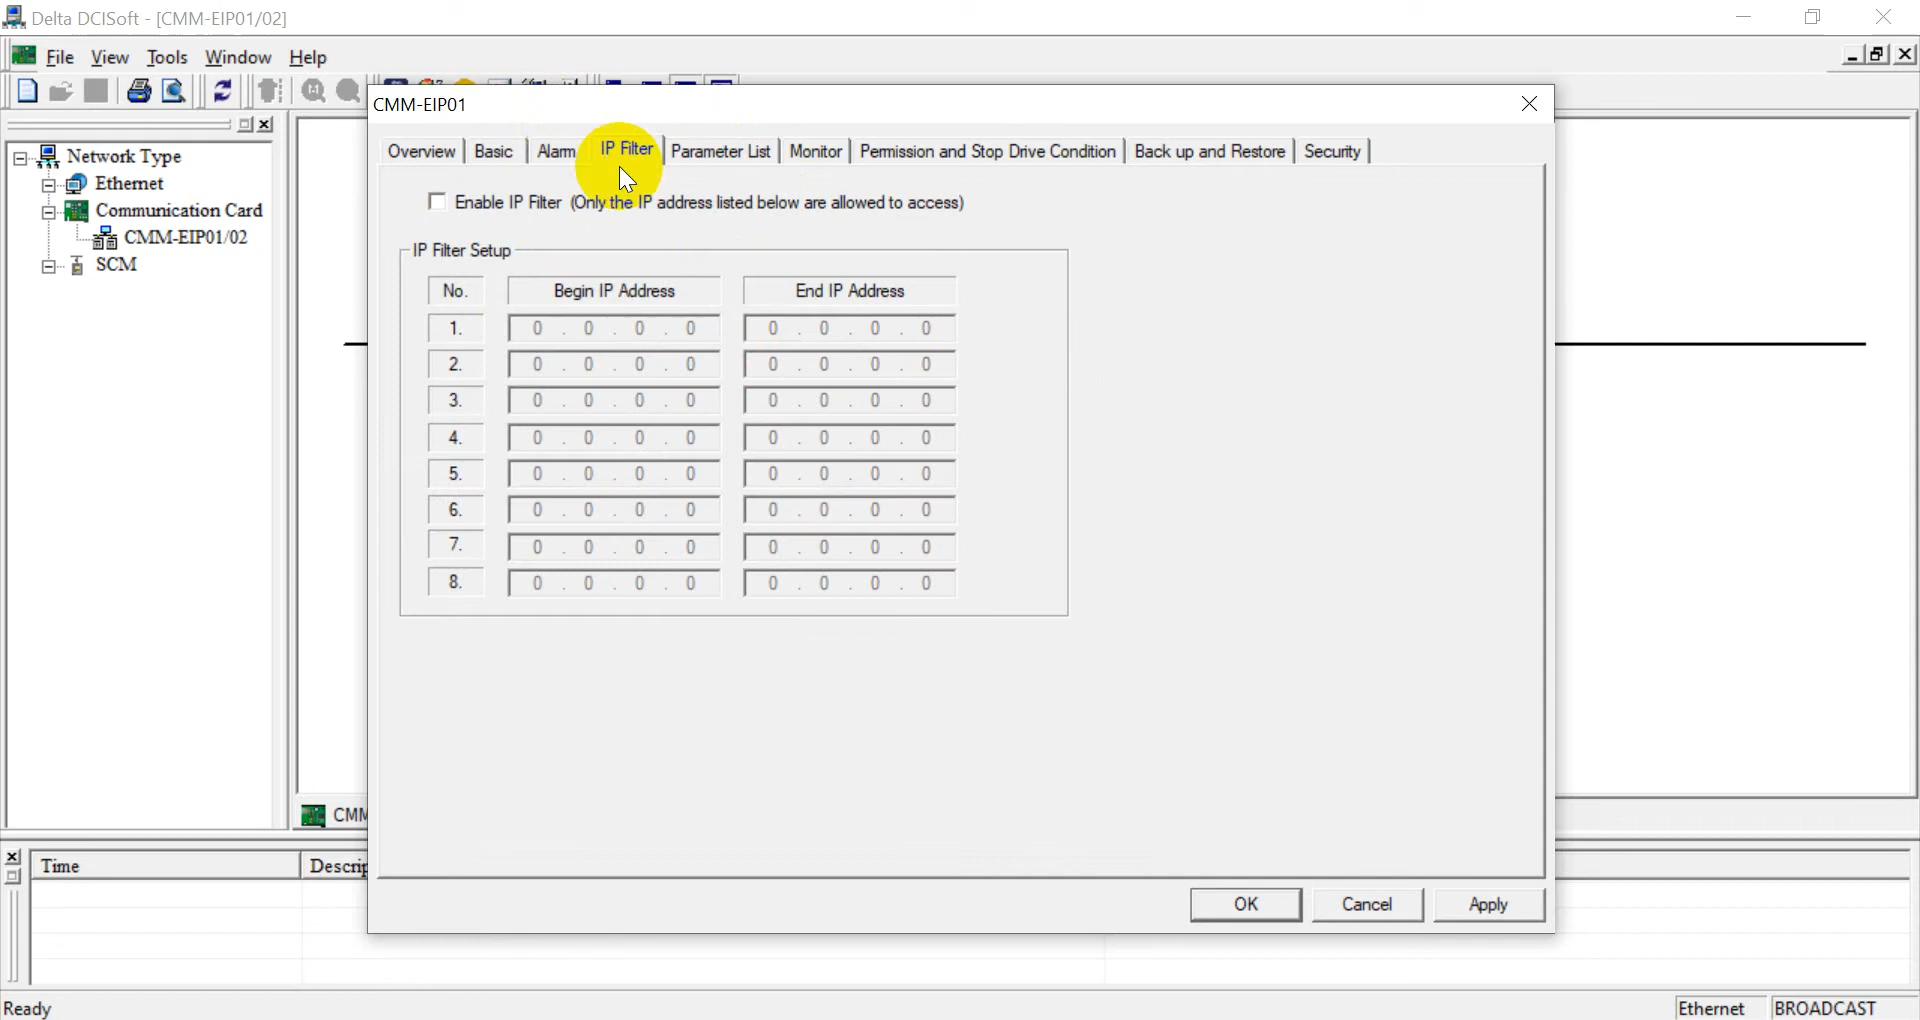 Delta DCISoft - [CMM-EIP01/02]
File View Tools Window Help
CMM-EIP01
Overview Basic Alarm IP Filter Parameter List Monitor Permission and Stop Drive Condition Back up and Restore Security
Network Type
Ethernet
Communication Card
CMM-EIP01/02
SCM
Enable IP Filter (Only the IP address listed below are allowed to access)
IP Filter Setup
No. Begin IP Address End IP Address
1. 0 . 0 . 0 . 0 0 . 0 . 0 . 0
2. 0 . 0 . 0 . 0 0 . 0 . 0 . 0
3. 0 . 0 . 0 . 0 0 . 0 . 0 . 0
4. 0 . 0 . 0 . 0 0 . 0 . 0 . 0
5. 0 . 0 . 0 . 0 0 . 0 . 0 . 0
6. 0 . 0 . 0 . 0 0 . 0 . 0 . 0
7. 0 . 0 . 0 . 0 0 . 0 . 0 . 0
8. 0 . 0 . 0 . 0 0 . 0 . 0 . 0
CMM
Time Descrip
OK Cancel Apply
Ready Ethernet BROADCAST